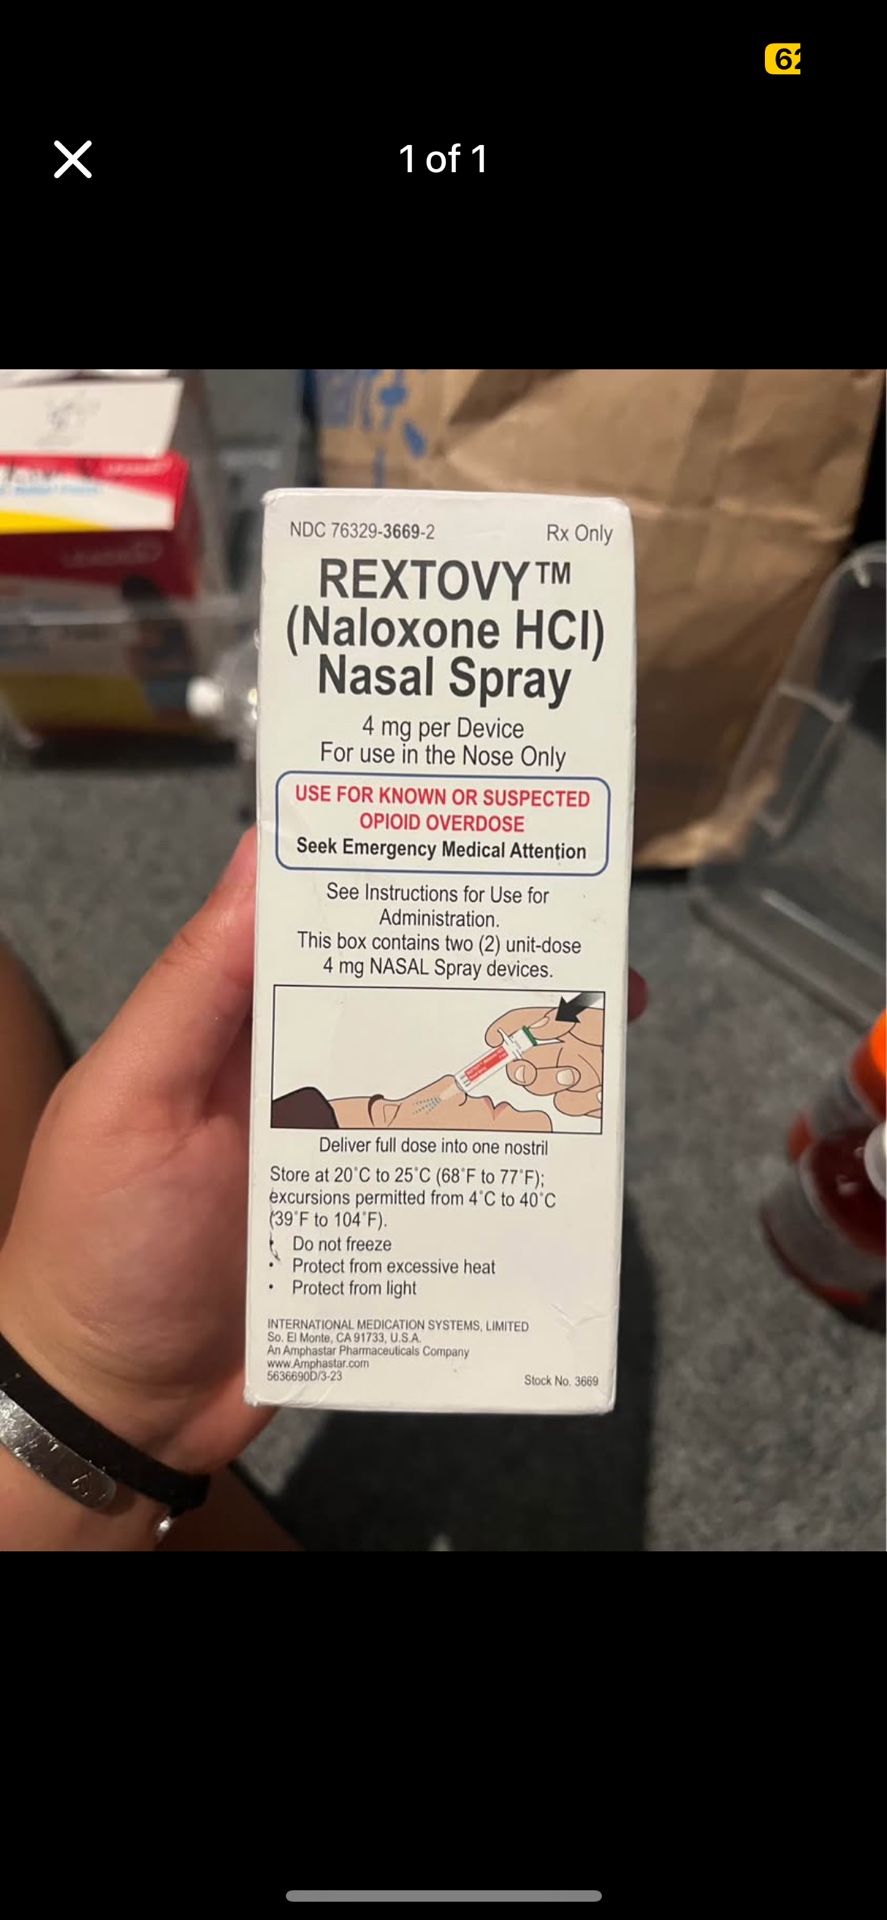 1 of 1
NDC 76329-3669-2 Rx Only
REXTOVY™
(Naloxone HCl)
Nasal Spray
4 mg per Device
For use in the Nose Only
USE FOR KNOWN OR SUSPECTED
OPIOID OVERDOSE
Seek Emergency Medical Attention
See Instructions for Use for
Administration.
This box contains two (2) unit-dose
4 mg NASAL Spray devices.
Deliver full dose into one nostril
Store at 20°C to 25°C (68°F to 77°F);
excursions permitted from 4°C to 40°C
(39°F to 104°F).
• Do not freeze
• Protect from excessive heat
• Protect from light
INTERNATIONAL MEDICATION SYSTEMS, LIMITED
So. El Monte, CA 91733, U.S.A.
An Amphastar Pharmaceuticals Company
www.Amphastar.com
5636690D/3-23 Stock No. 3669